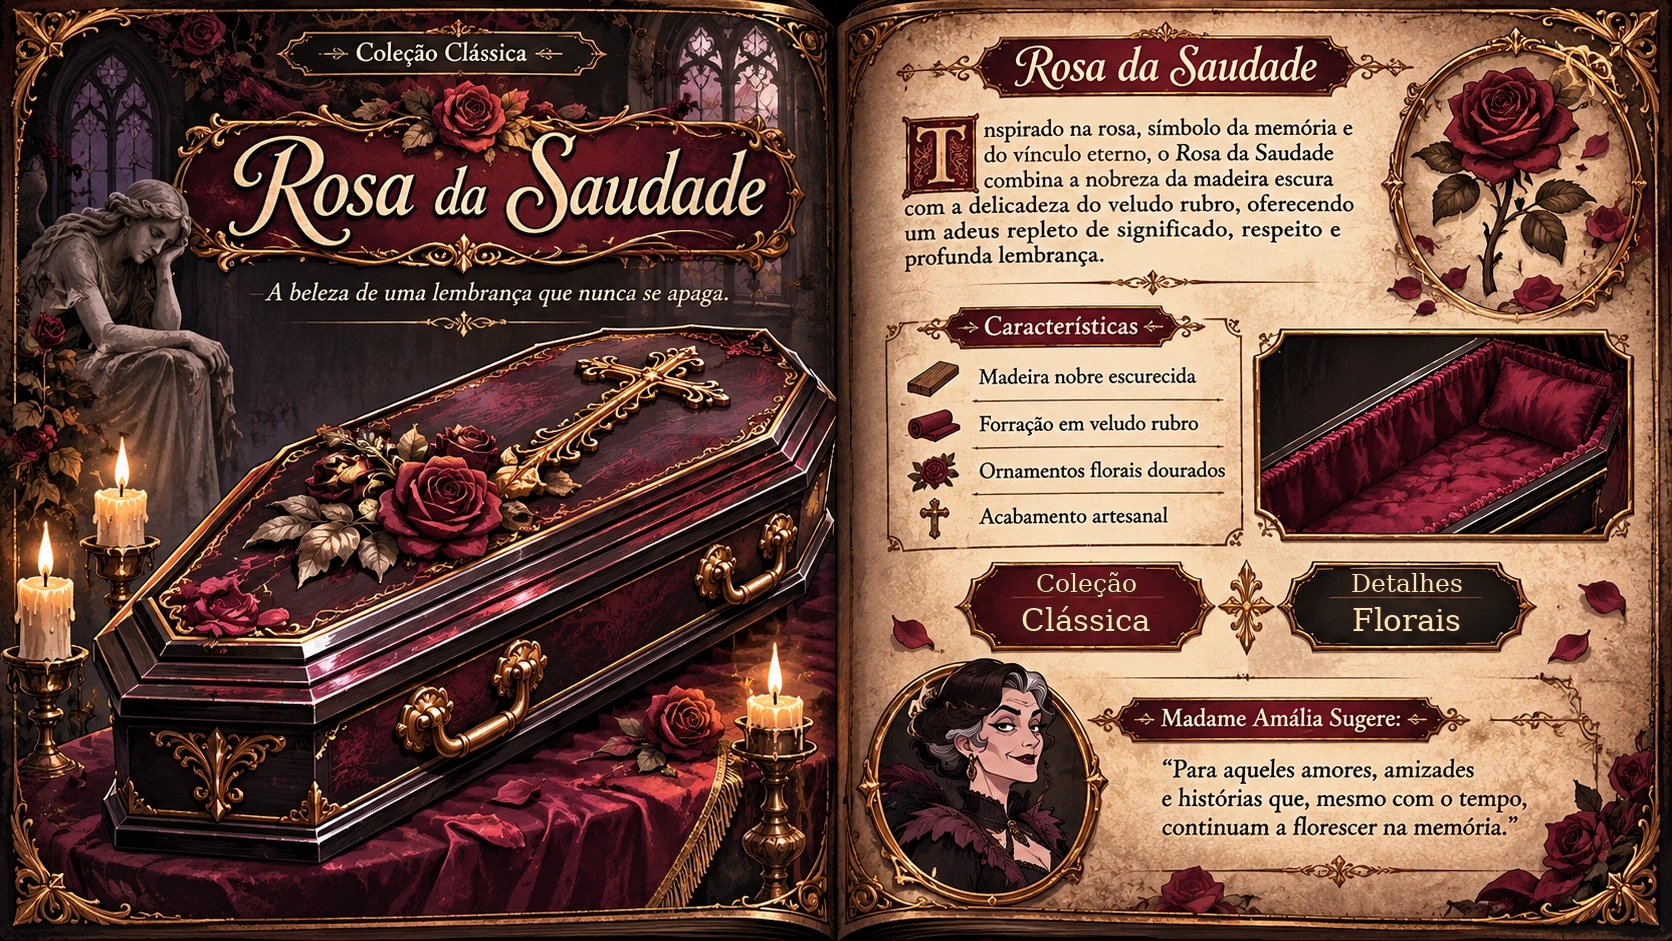 Coleção Clássica
Rosa da Saudade
A beleza de uma lembrança que nunca se apaga.
Rosa da Saudade
Tnspirado na rosa, símbolo da memória e
do vínculo eterno, o Rosa da Saudade
combina a nobreza da madeira escura
com a delicadeza do veludo rubro, oferecendo
um adeus repleto de significado, respeito e
profunda lembrança.
Características
Madeira nobre escurecida
Forração em veludo rubro
Ornamentos florais dourados
Acabamento artesanal
Coleção
Clássica
Detalhes
Florais
Madame Amália Sugere:
“Para aqueles amores, amizades
e histórias que, mesmo com o tempo,
continuam a florescer na memória.”